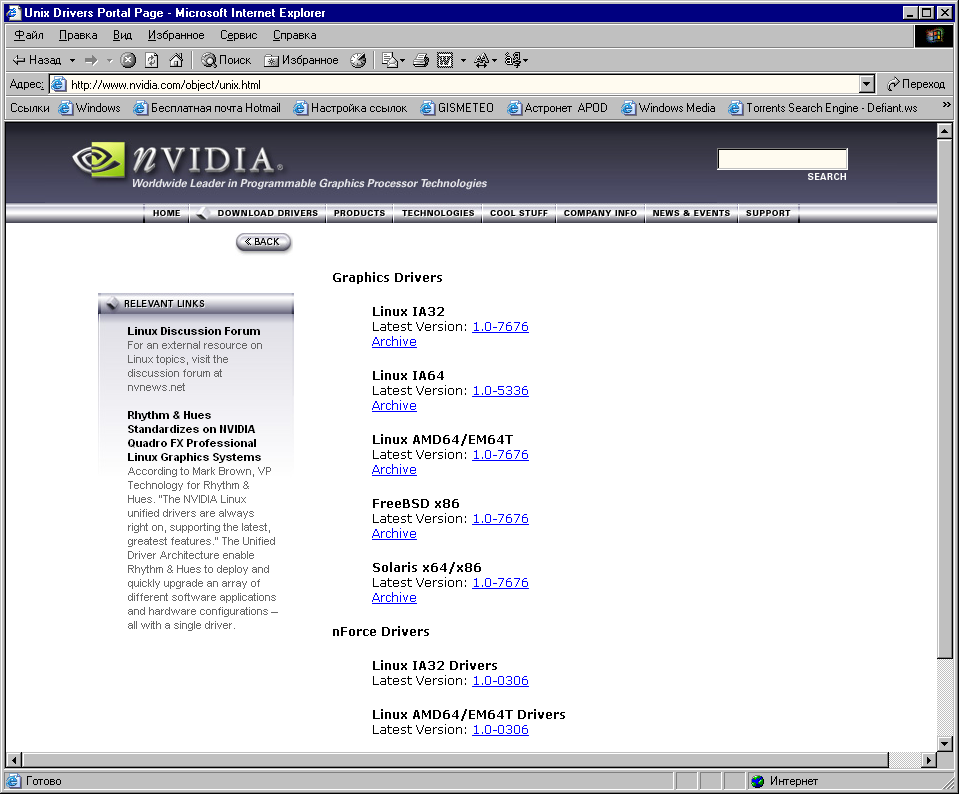 Unix Drivers Portal Page - Microsoft Internet Explorer
Файл Правка Вид Избранное Сервис Справка
Назад Поиск Избранное
Адрес: http://www.nvidia.com/object/unix.html Переход
Ссылки Windows Бесплатная почта Hotmail Настройка ссылок GISMETEO Астронет APOD Windows Media Torrents Search Engine - Defiant.ws »
nVIDIA®
Worldwide Leader in Programmable Graphics Processor Technologies
SEARCH
HOME DOWNLOAD DRIVERS PRODUCTS TECHNOLOGIES COOL STUFF COMPANY INFO NEWS & EVENTS SUPPORT
« BACK
RELEVANT LINKS
Linux Discussion Forum
For an external resource on
Linux topics, visit the
discussion forum at
nvnews.net
Rhythm & Hues
Standardizes on NVIDIA
Quadro FX Professional
Linux Graphics Systems
According to Mark Brown, VP
Technology for Rhythm &
Hues. "The NVIDIA Linux
unified drivers are always
right on, supporting the latest,
greatest features." The Unified
Driver Architecture enable
Rhythm & Hues to deploy and
quickly upgrade an array of
different software applications
and hardware configurations –
all with a single driver.
Graphics Drivers
Linux IA32
Latest Version: 1.0-7676
Archive
Linux IA64
Latest Version: 1.0-5336
Archive
Linux AMD64/EM64T
Latest Version: 1.0-7676
Archive
FreeBSD x86
Latest Version: 1.0-7676
Archive
Solaris x64/x86
Latest Version: 1.0-7676
Archive
nForce Drivers
Linux IA32 Drivers
Latest Version: 1.0-0306
Linux AMD64/EM64T Drivers
Latest Version: 1.0-0306
Готово Интернет